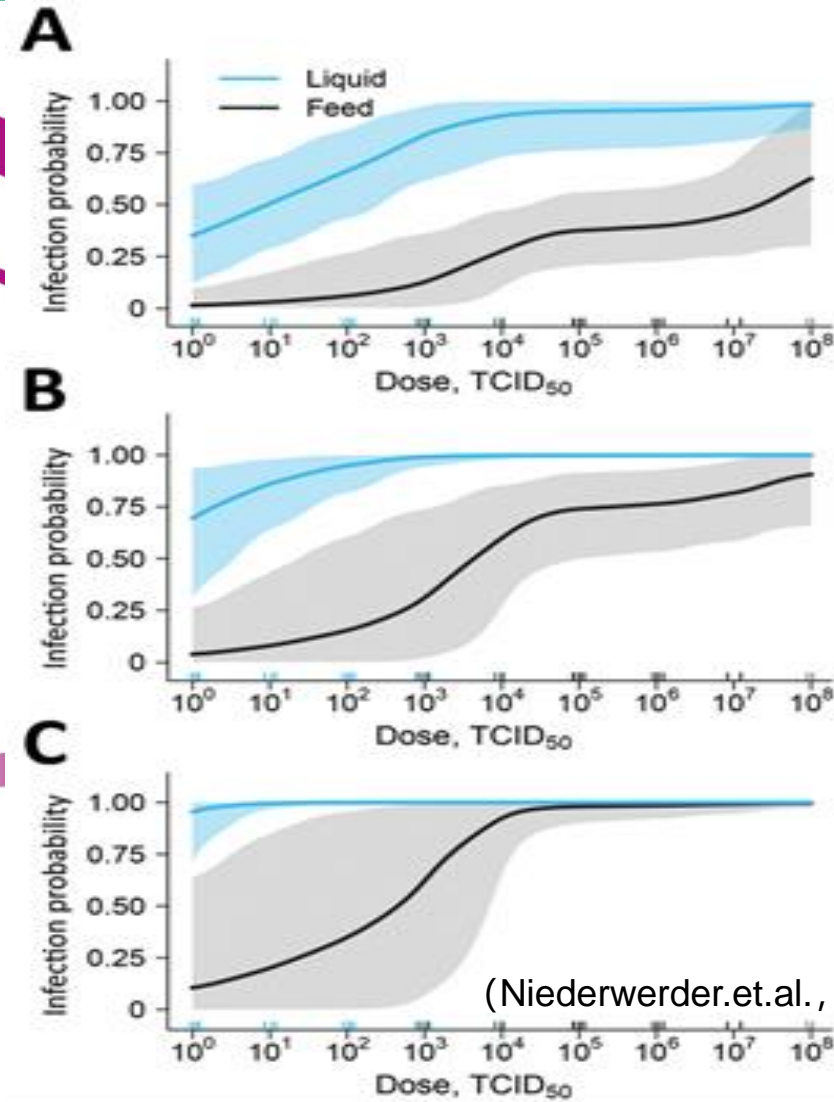 A
Infection probability
1.00
0.75
0.50
0.25
0
Liquid
Feed
10⁰ 10¹ 10² 10³ 10⁴ 10⁵ 10⁶ 10⁷ 10⁸
Dose, TCID₅₀
B
Infection probability
1.00
0.75
0.50
0.25
0
10⁰ 10¹ 10² 10³ 10⁴ 10⁵ 10⁶ 10⁷ 10⁸
Dose, TCID₅₀
C
Infection probability
1.00
0.75
0.50
0.25
0
(Niederwerder.et.al.,
10⁰ 10¹ 10² 10³ 10⁴ 10⁵ 10⁶ 10⁷ 10⁸
Dose, TCID₅₀